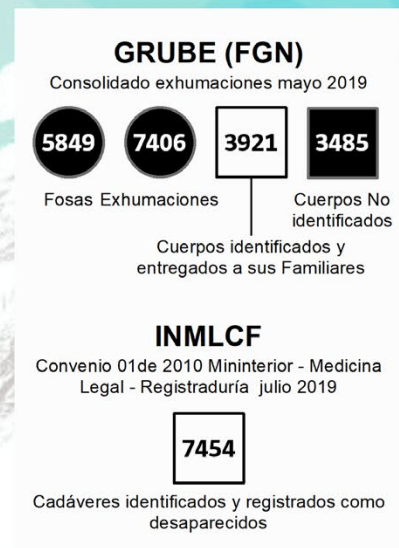 GRUBE (FGN)
Consolidado exhumaciones mayo 2019
5849 7406 3921 3485
Fosas Exhumaciones
Cuerpos No
identificados
Cuerpos identificados y
entregados a sus Familiares
INMLCF
Convenio 01de 2010 Mininterior - Medicina
Legal - Registraduría julio 2019
7454
Cadáveres identificados y registrados como
desaparecidos